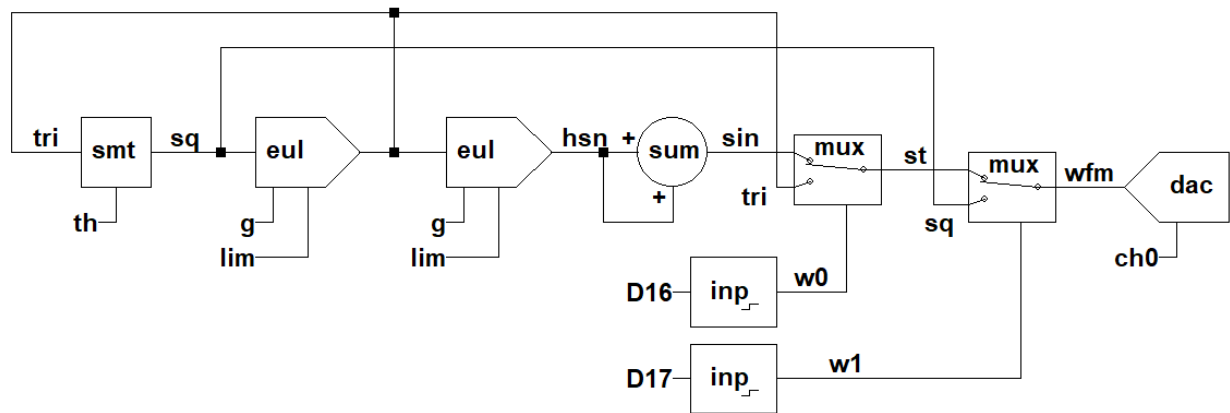 tri smt sq eul eul hsn + sum sin mux st mux wfm dac
+
th g g tri sq
lim lim ch0
D16 inp w0
D17 inp w1